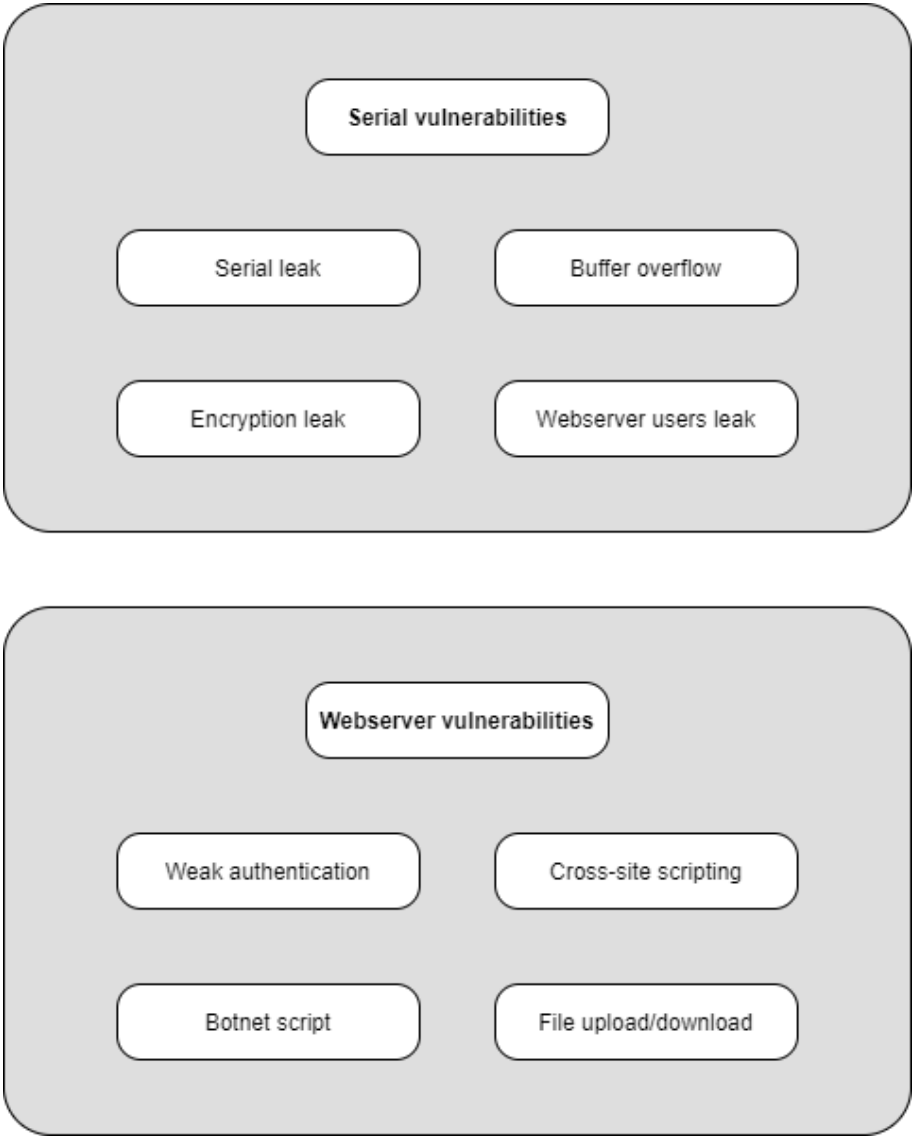 Serial vulnerabilities
Serial leak
Buffer overflow
Encryption leak
Webserver users leak
Webserver vulnerabilities
Weak authentication
Cross-site scripting
Botnet script
File upload/download